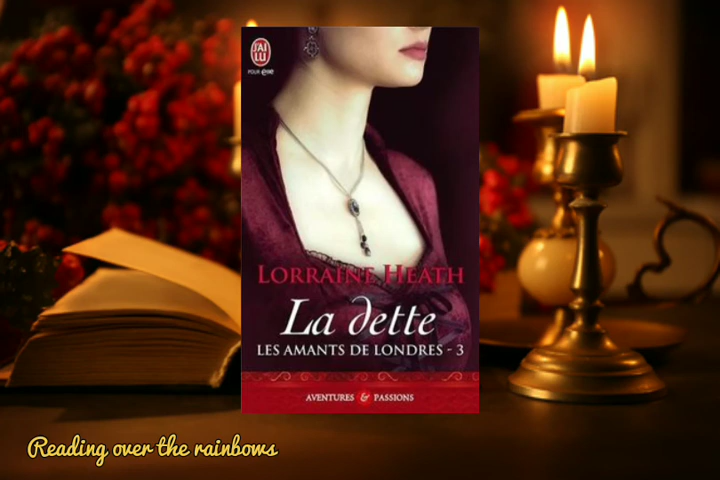 J'AI
LU
POUR elle
LORRAINE HEATH
La dette
LES AMANTS DE LONDRES - 3
AVENTURES & PASSIONS
Reading over the rainbows